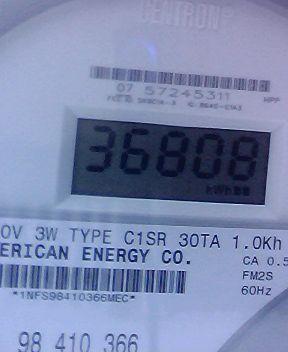 CENTRON
07 57245311
36808
kWh
0V 3W TYPE C1SR 30TA 1.0Kh
ERICAN ENERGY CO.
CA 0.5
FM2S
*1NFS98410366MEC*
60Hz
98 410 366